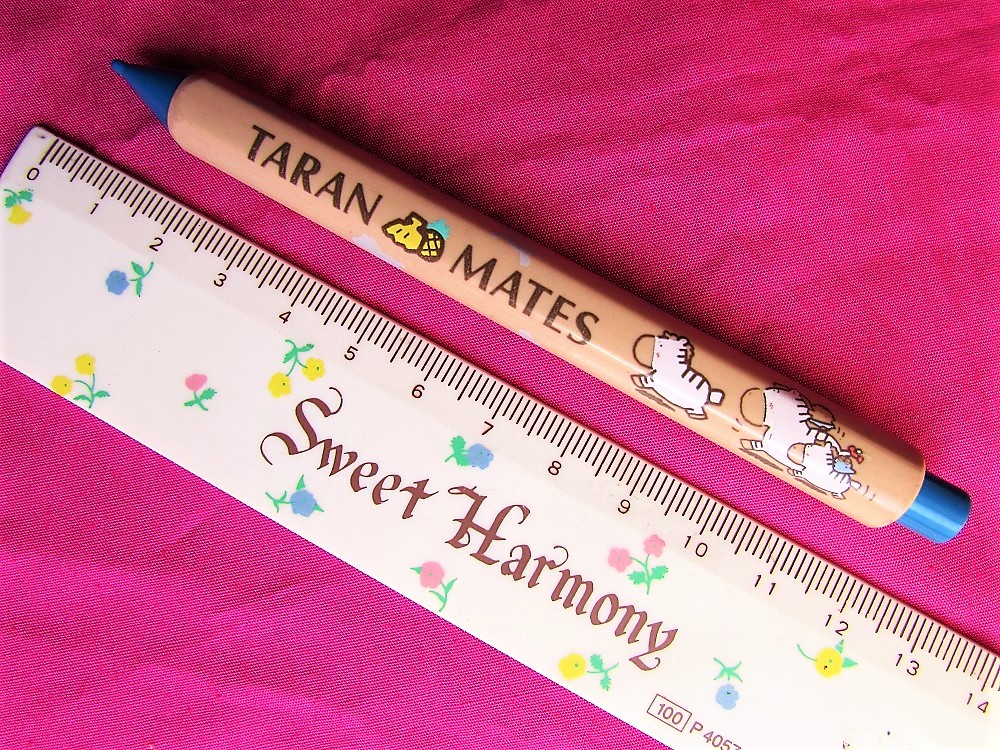 TARAN MATES
0 1 2 3 4 5 6 7 8 9 10 11 12 13 14
Sweet Harmony
100 P4057